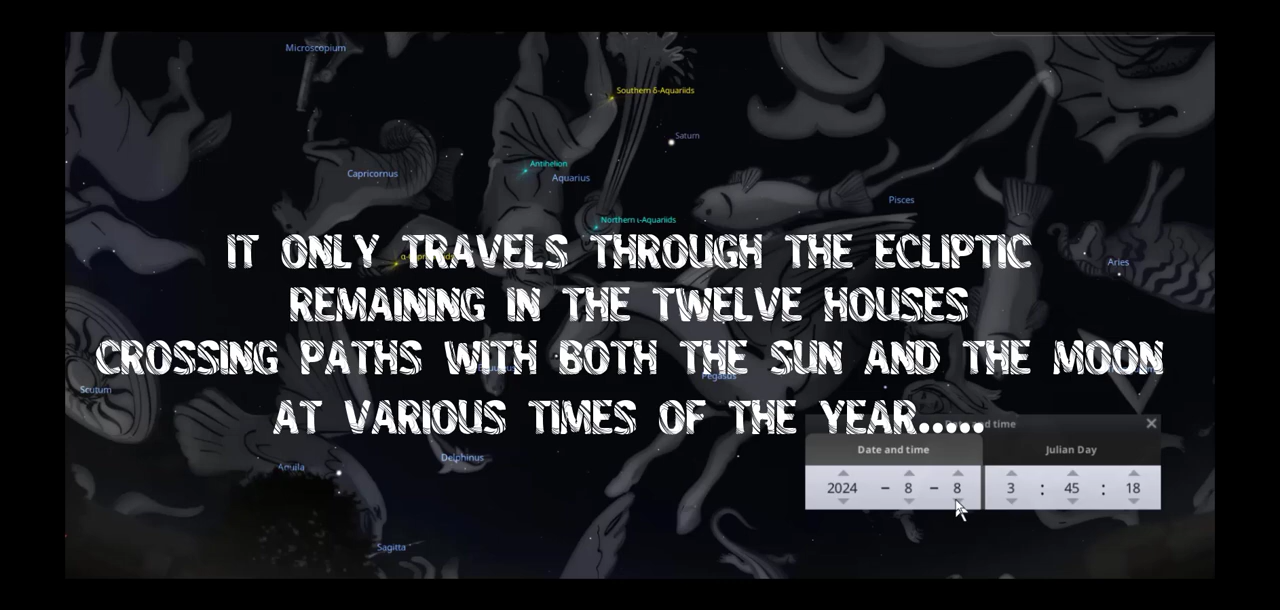 Microscopium
Southern δ-Aquariids
Saturn
Antihelion
Capricornus
Aquarius
Pisces
Northern ι-Aquariids
IT ONLY TRAVELS THROUGH THE ECLIPTIC
Aries
REMAINING IN THE TWELVE HOUSES
CROSSING PATHS WITH BOTH THE SUN AND THE MOON
Pegasus
Scutum
AT VARIOUS TIMES OF THE YEAR.....
d time
Date and time
Julian Day
Delphinus
Aquila
2024 - 8 - 8
3 : 45 : 18
Sagitta